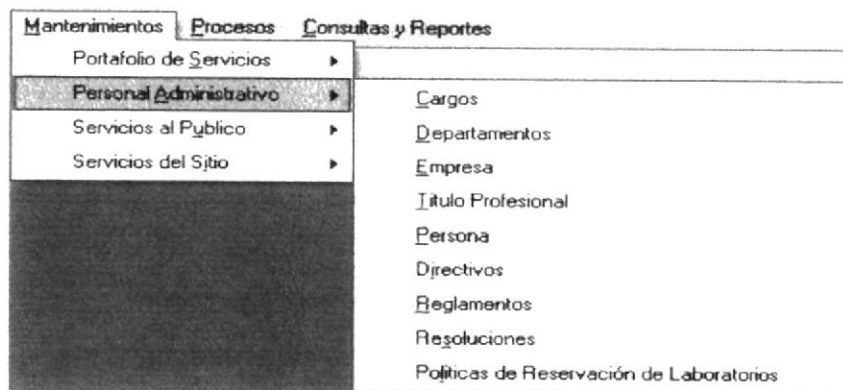 Mantenimientos Procesos Consultas y Reportes
Portafolio de Servicios
Personal Administrativo
Servicios al Publico
Servicios del Sitio
Cargos
Departamentos
Empresa
Titulo Profesional
Persona
Directivos
Reglamentos
Resoluciones
Politicas de Reservación de Laboratorios